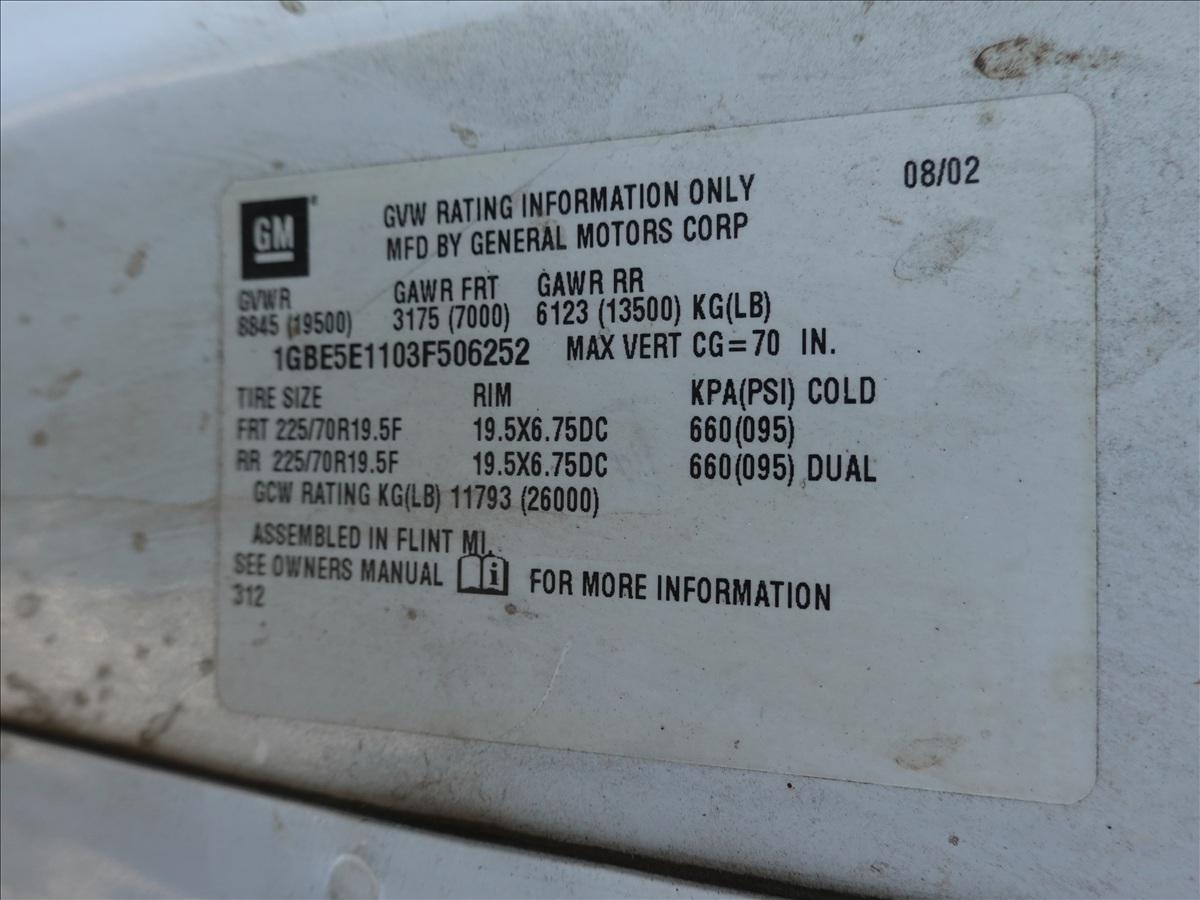 08/02
GM
GVW RATING INFORMATION ONLY
MFD BY GENERAL MOTORS CORP
GVWR GAWR FRT GAWR RR
8845 (19500) 3175 (7000) 6123 (13500) KG(LB)
1GBE5E1103F506252 MAX VERT CG=70 IN.
TIRE SIZE RIM KPA(PSI) COLD
FRT 225/70R19.5F 19.5X6.75DC 660(095)
RR 225/70R19.5F 19.5X6.75DC 660(095) DUAL
GCW RATING KG(LB) 11793 (26000)
ASSEMBLED IN FLINT MI.
SEE OWNERS MANUAL i FOR MORE INFORMATION
312